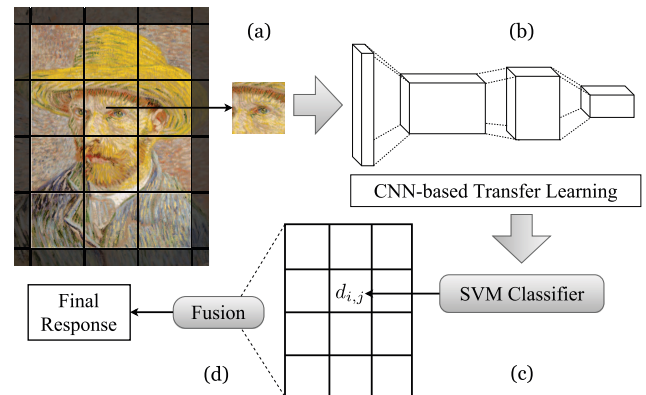 (a)
(b)
CNN-based Transfer Learning
d_{i,j}
SVM Classifier
Final
Response
Fusion
(d)
(c)